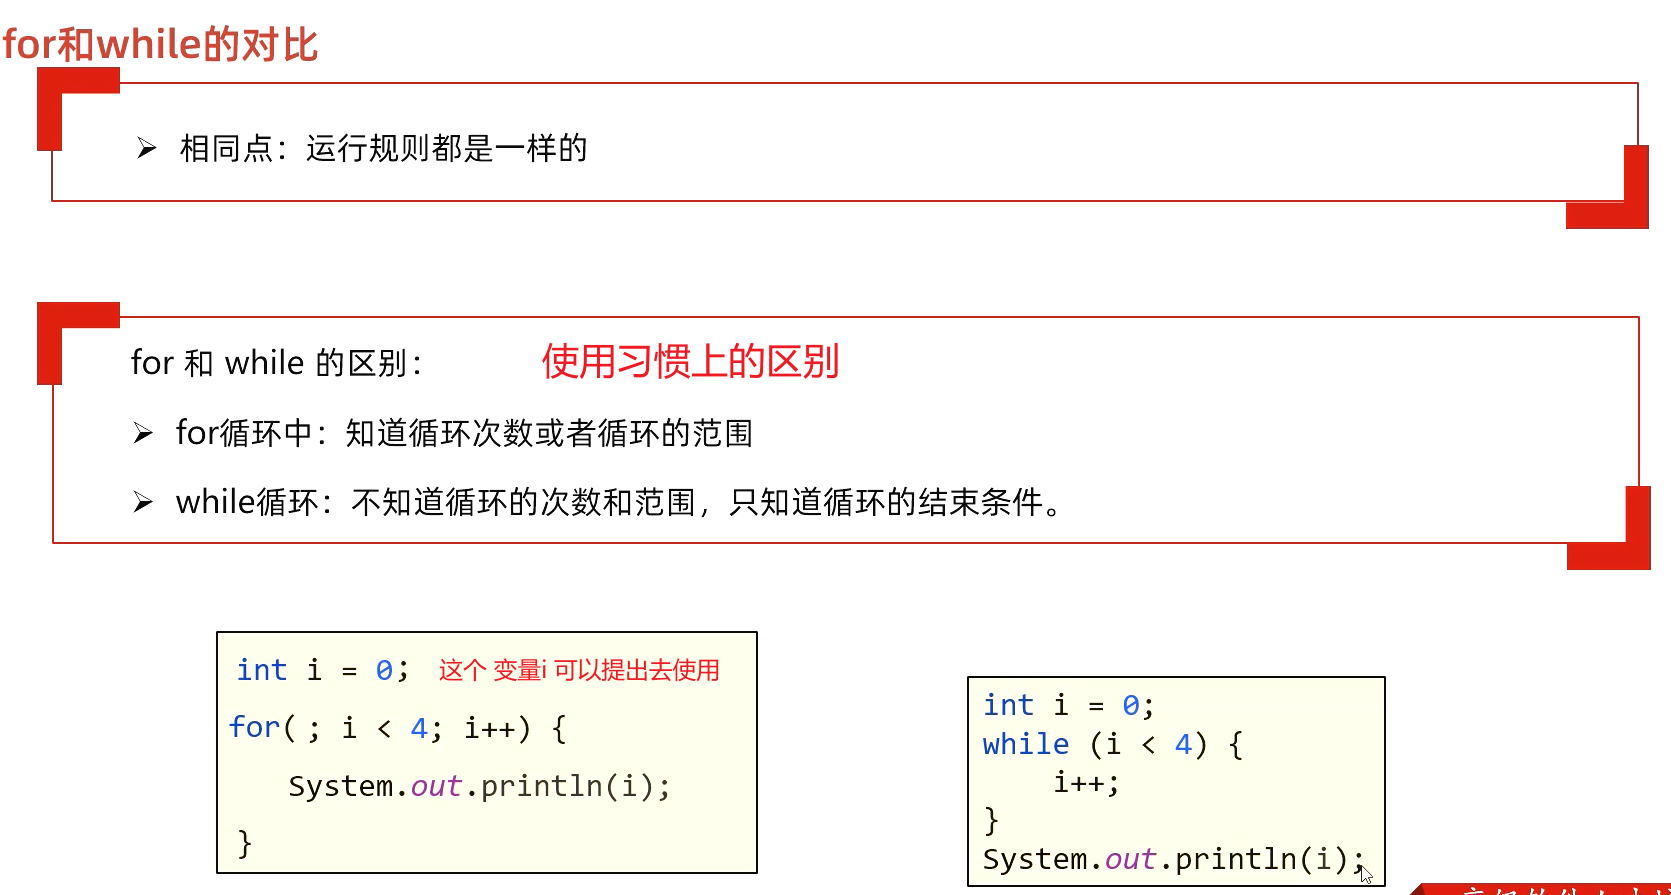 for和while的对比
相同点：运行规则都是一样的
for 和 while 的区别： 使用习惯上的区别
for循环中：知道循环次数或者循环的范围
while循环：不知道循环的次数和范围，只知道循环的结束条件。
int i = 0; 这个 变量i 可以提出去使用
for( ; i < 4; i++) {
System.out.println(i);
}
int i = 0;
while (i < 4) {
i++;
}
System.out.println(i);